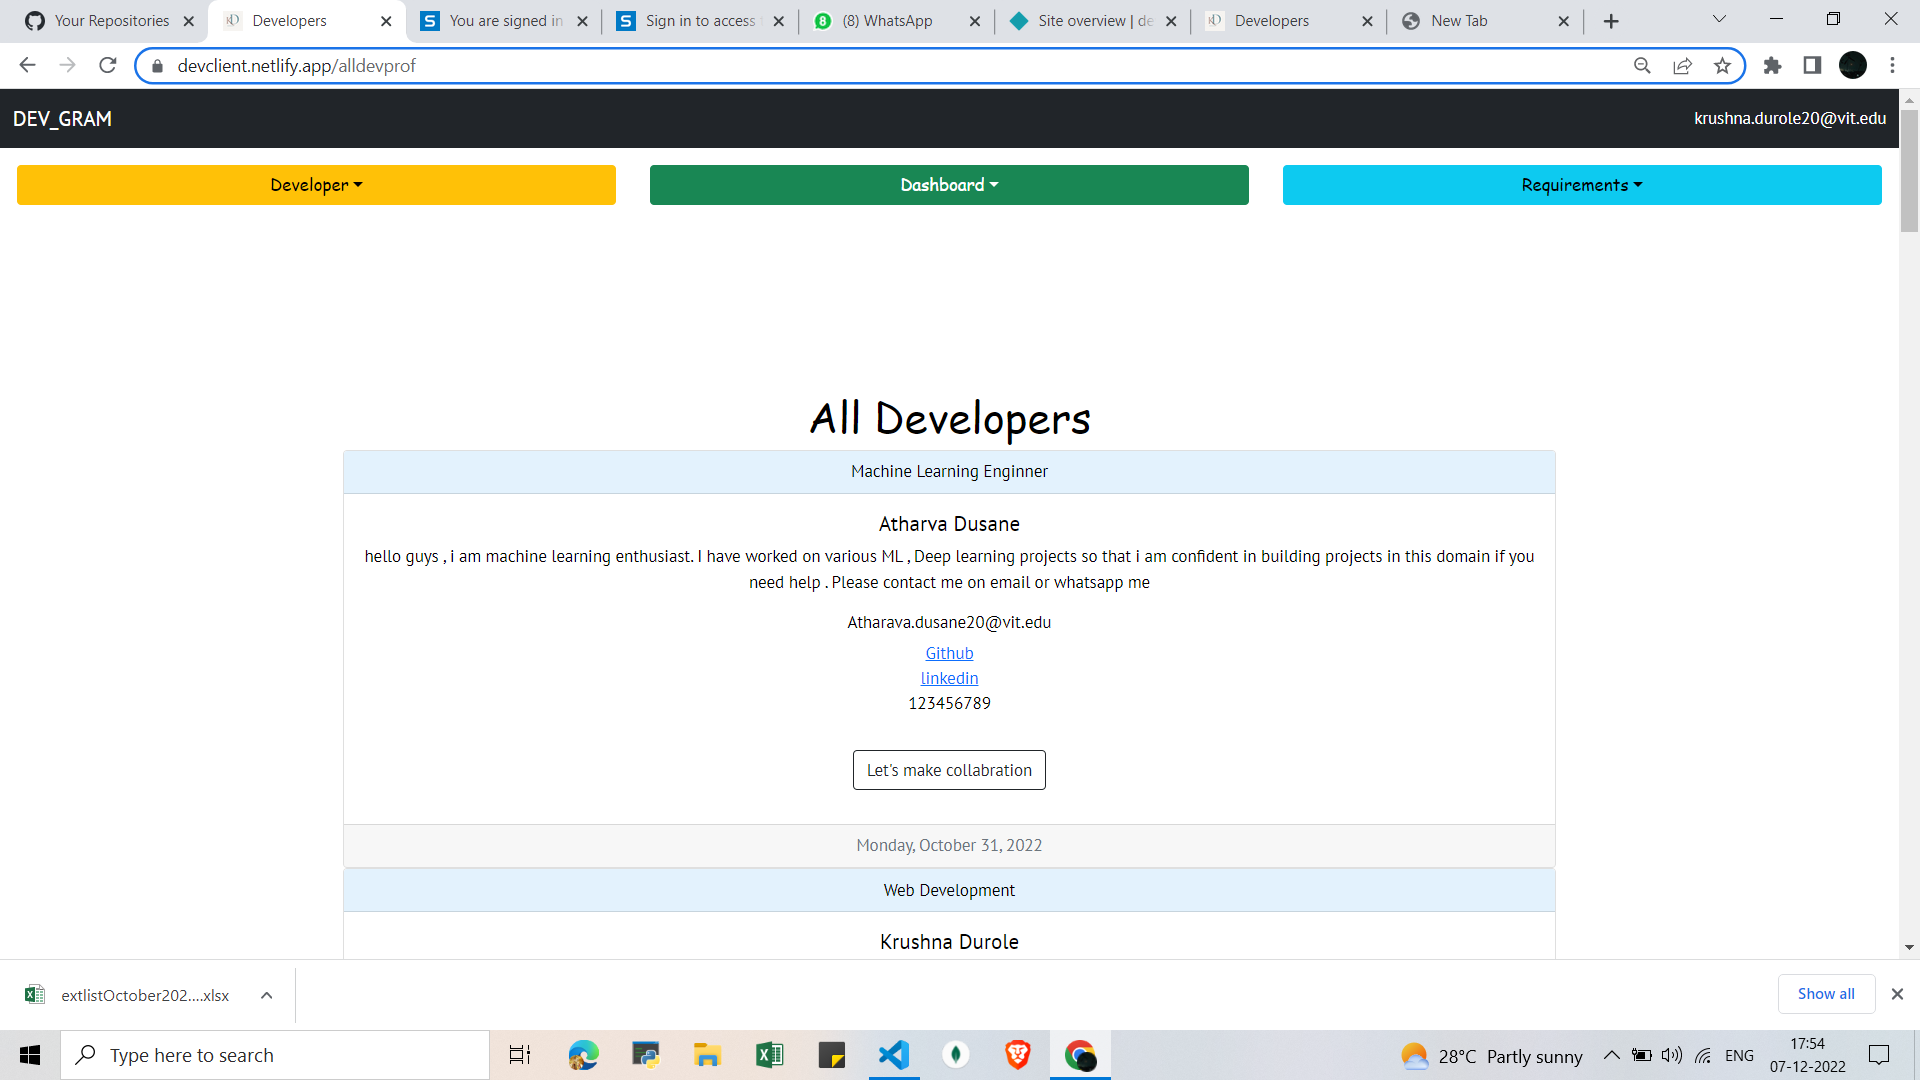 Your Repositories
Developers
You are signed in
Sign in to access
(8) WhatsApp
Site overview | de
Developers
New Tab
devclient.netlify.app/alldevprof
DEV_GRAM
krushna.durole20@vit.edu
Developer
Dashboard
Requirements
All Developers
Machine Learning Enginner
Atharva Dusane
hello guys , i am machine learning enthusiast. I have worked on various ML , Deep learning projects so that i am confident in building projects in this domain if you
need help . Please contact me on email or whatsapp me
Atharava.dusane20@vit.edu
Github
linkedin
123456789
Let's make collabration
Monday, October 31, 2022
Web Development
Krushna Durole
extlistOctober202....xlsx
Show all
Type here to search
28°C Partly sunny
ENG
17:54
07-12-2022